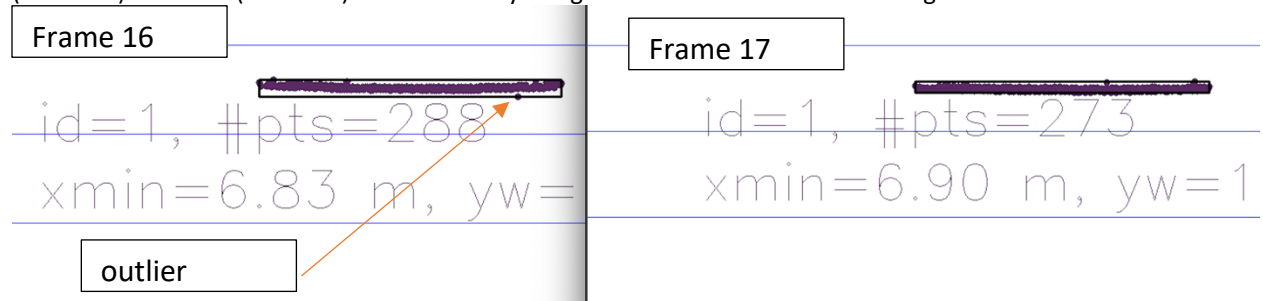 Frame 16
id=1, #pts=288
xmin=6.83 m, yw=
outlier
Frame 17
id=1, #pts=273
xmin=6.90 m, yw=1